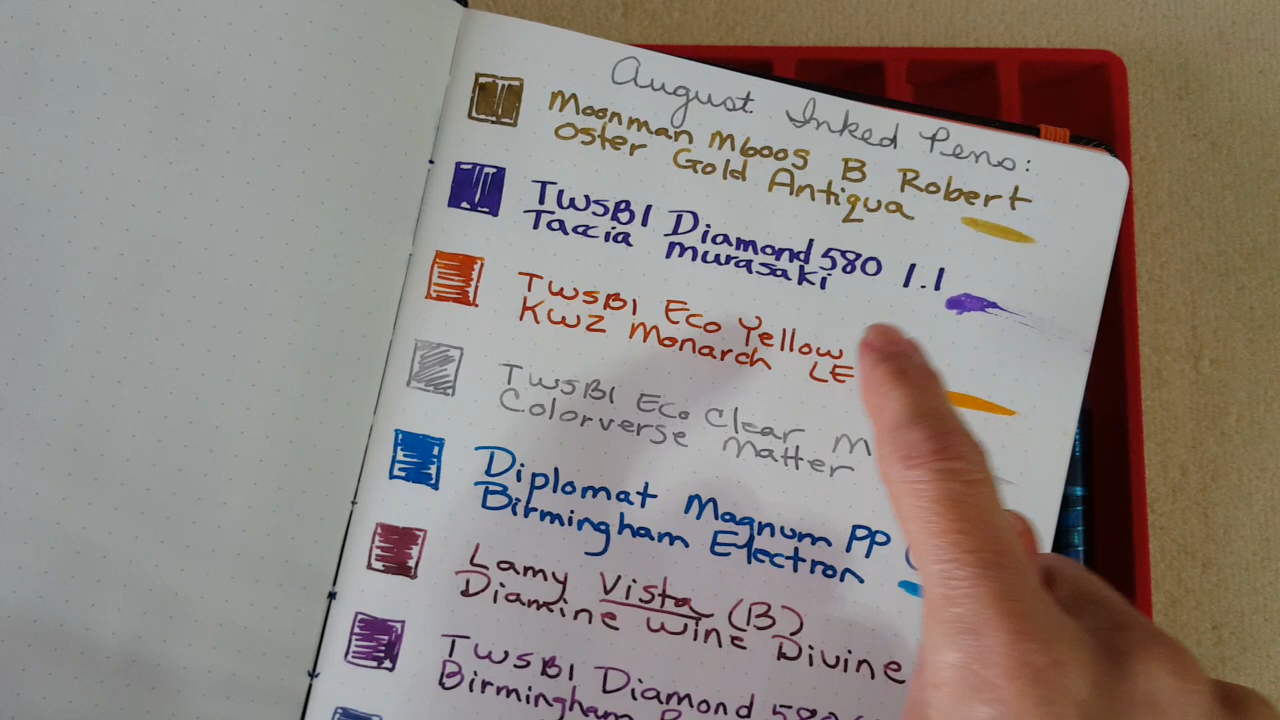 August Inked Pens:
Moonman M600S B Robert
Oster Gold Antiqua
TWSBI Diamond 580 1.1
Taccia murasaki
TWSBI Eco Yellow
KWZ Monarch LE
TWSBI Eco Clear M
Colorverse Matter
Diplomat Magnum PP
Birmingham Electron
Lamy Vista (B)
Diamine Wine Divine
TWSBI Diamond 580
Birmingham